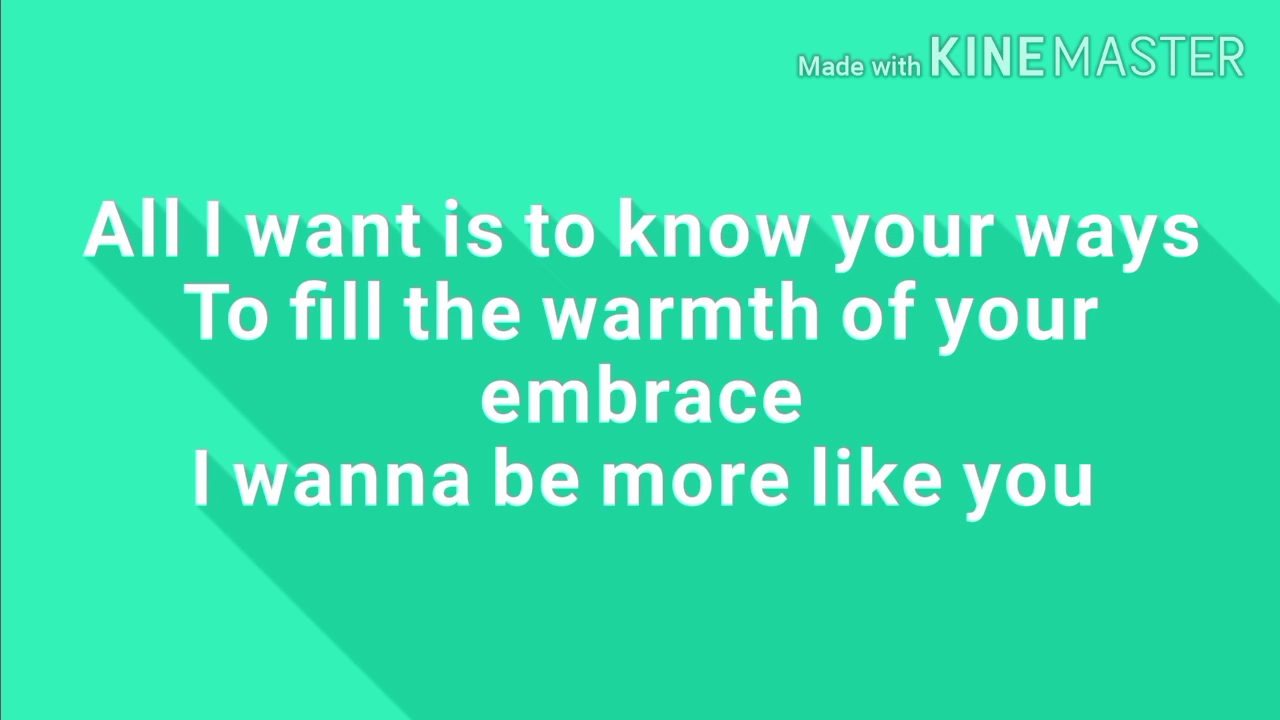 Made with KINEMASTER
All I want is to know your ways
To fill the warmth of your
embrace
I wanna be more like you